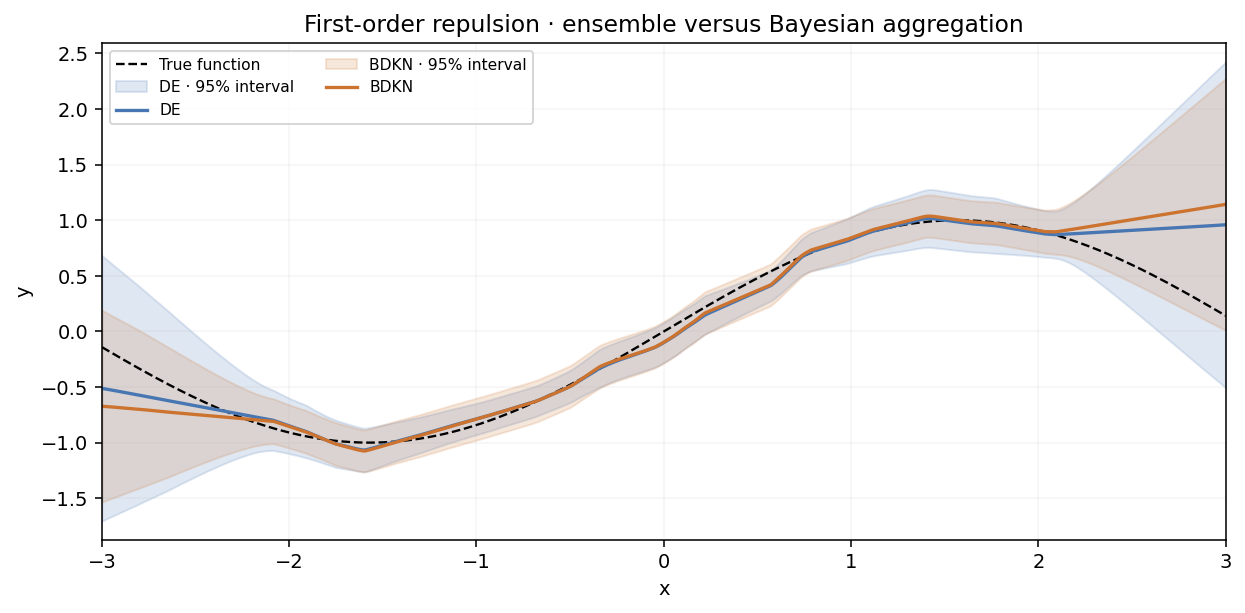 First-order repulsion · ensemble versus Bayesian aggregation
True function
DE · 95% interval
DE
BDKN · 95% interval
BDKN
y
2.5
2.0
1.5
1.0
0.5
0.0
−0.5
−1.0
−1.5
−3
−2
−1
0
1
2
3
x